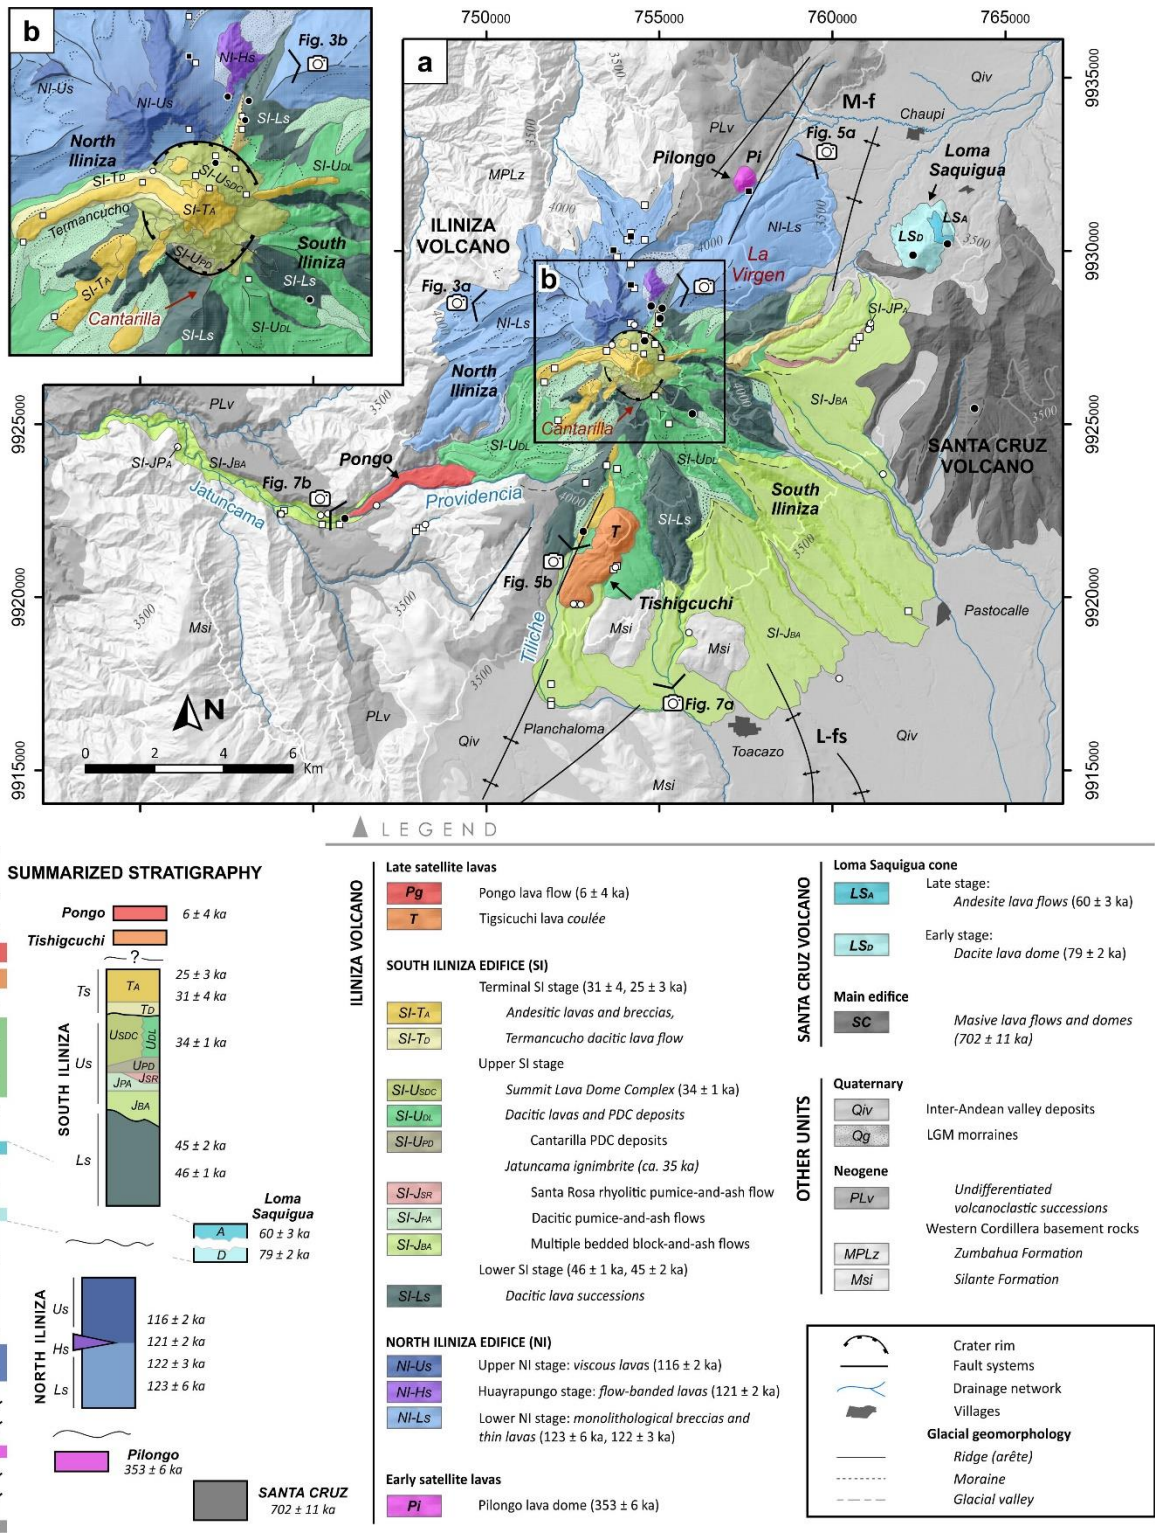 750000
755000
760000
765000
b
NI-Us
NI-Us
NI-Hs
Fig. 3b
SI-Ls
North
Iliniza
SI-UDL
SI-TD
SI-USDC
Termancucho
SI-TA
SI-UPD
South
Iliniza
SI-TA
SI-Ls
Cantarilla
SI-Ls
SI-UDL
a
3500
3500
Qiv
M-f
Chaupi
PLv
Fig. 5a
Pilongo
Pi
Loma
Saquigua
MPLz
4000
ILINIZA
VOLCANO
NI-Ls
3500
LSA
LSD
3500
4000
La
Virgen
b
Fig. 3a
NI-Ls
SI-JPA
North
Iliniza
4000
SI-JBA
3500
Cantarilla
PLv
3500
SI-UDL
SANTA CRUZ
VOLCANO
SI-JPA
SI-JBA
Pongo
SI-UDL
Fig. 7b
Jatuncama
Providencia
4000
South
Iliniza
SI-Ls
3500
T
Fig. 5b
Tishigcuchi
3500
Msi
Msi
Msi
SI-JBA
Pastocalle
Tiliche
3500
PLv
N
Fig. 7a
Qiv
Planchaloma
Toacazo
L-fs
Qiv
Msi
0 2 4 6
Km
9935000
9930000
9925000
9920000
9915000
9925000
9920000
9915000
LEGEND
SUMMARIZED STRATIGRAPHY
Pongo
6 ± 4 ka
Tishigcuchi
?
Ts
TA
25 ± 3 ka
31 ± 4 ka
TD
SOUTH ILINIZA
Us
USDC
UDL
34 ± 1 ka
UPD
JPA
JSR
JBA
Ls
45 ± 2 ka
46 ± 1 ka
Loma
Saquigua
A
60 ± 3 ka
D
79 ± 2 ka
NORTH ILINIZA
Us
116 ± 2 ka
Hs
121 ± 2 ka
122 ± 3 ka
Ls
123 ± 6 ka
Pilongo
353 ± 6 ka
SANTA CRUZ
702 ± 11 ka
ILINIZA VOLCANO
Late satellite lavas
Pg Pongo lava flow (6 ± 4 ka)
T Tigsicuchi lava coulée
SOUTH ILINIZA EDIFICE (SI)
Terminal SI stage (31 ± 4, 25 ± 3 ka)
SI-TA Andesitic lavas and breccias,
SI-TD Termancucho dacitic lava flow
Upper SI stage
SI-USDC Summit Lava Dome Complex (34 ± 1 ka)
SI-UDL Dacitic lavas and PDC deposits
SI-UPD Cantarilla PDC deposits
Jatuncama ignimbrite (ca. 35 ka)
SI-JSR Santa Rosa rhyolitic pumice-and-ash flow
SI-JPA Dacitic pumice-and-ash flows
SI-JBA Multiple bedded block-and-ash flows
Lower SI stage (46 ± 1 ka, 45 ± 2 ka)
SI-Ls Dacitic lava successions
NORTH ILINIZA EDIFICE (NI)
NI-Us Upper NI stage: viscous lavas (116 ± 2 ka)
NI-Hs Huayrapungo stage: flow-banded lavas (121 ± 2 ka)
NI-Ls Lower NI stage: monolithological breccias and
thin lavas (123 ± 6 ka, 122 ± 3 ka)
Early satellite lavas
Pi Pilongo lava dome (353 ± 6 ka)
SANTA CRUZ VOLCANO
Loma Saquigua cone
LSA Late stage:
Andesite lava flows (60 ± 3 ka)
LSD Early stage:
Dacite lava dome (79 ± 2 ka)
Main edifice
SC Masive lava flows and domes
(702 ± 11 ka)
OTHER UNITS
Quaternary
Qiv Inter-Andean valley deposits
Qg LGM morraines
Neogene
PLv Undifferentiated
volcanoclastic successions
Western Cordillera basement rocks
MPLz Zumbahua Formation
Msi Silante Formation
Crater rim
Fault systems
Drainage network
Villages
Glacial geomorphology
Ridge (arête)
Moraine
Glacial valley